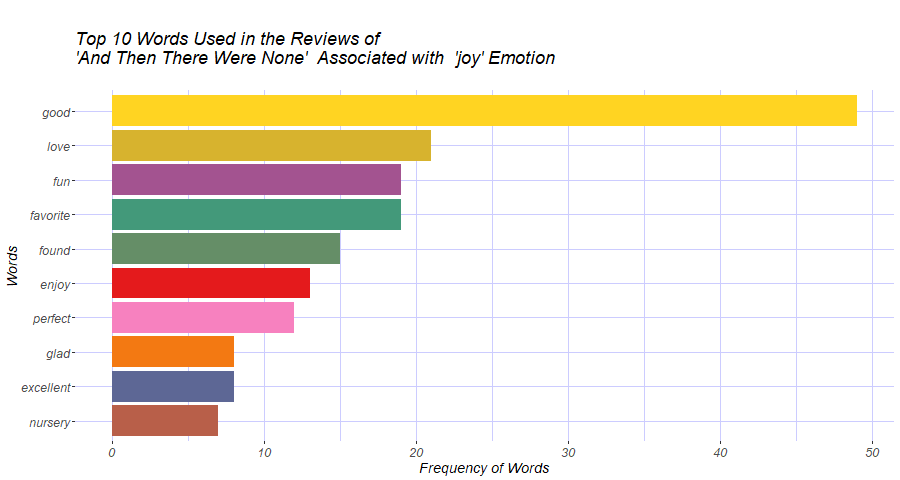 Top 10 Words Used in the Reviews of
'And Then There Were None'  Associated with  'joy' Emotion
good
love
fun
favorite
found
enjoy
perfect
glad
excellent
nursery
Words
0 10 20 30 40 50
Frequency of Words